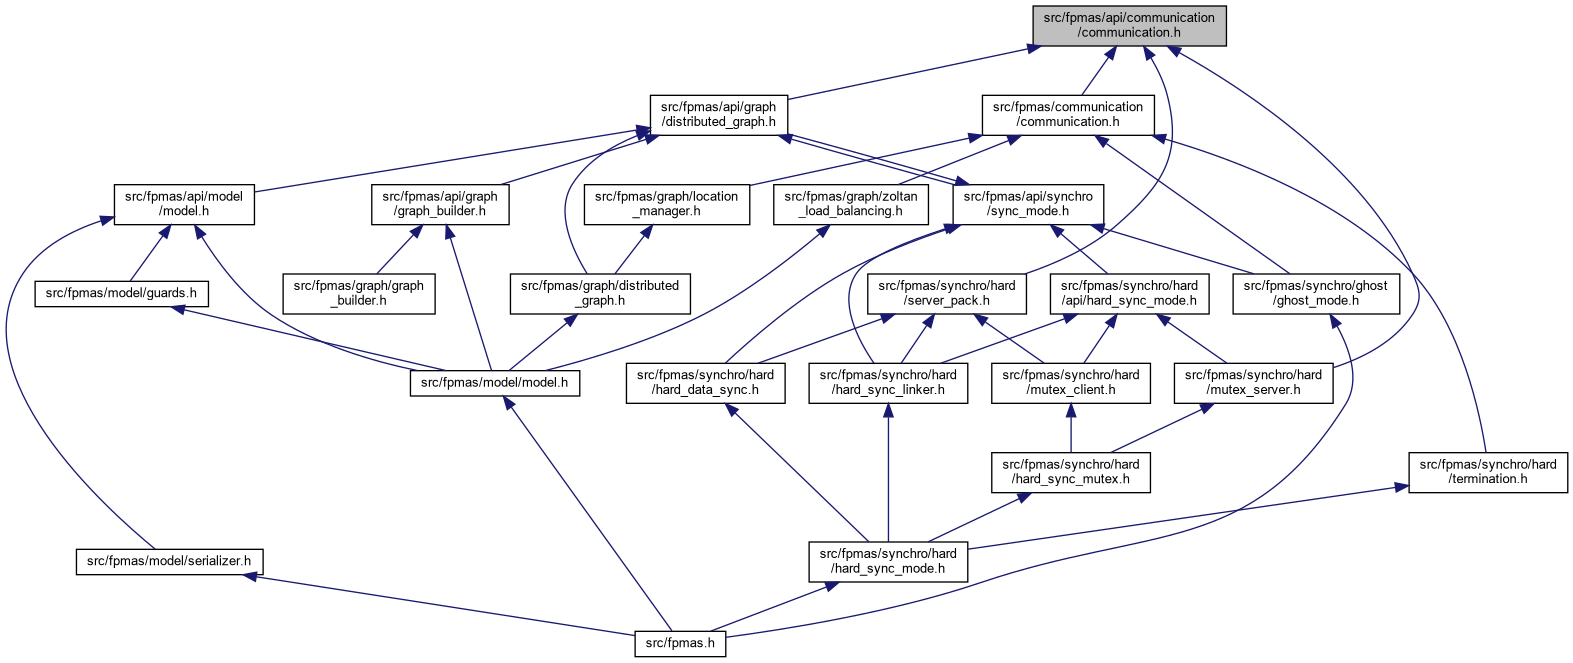 src/fpmas/api/communication
/communication.h
src/fpmas/api/graph
/distributed_graph.h
src/fpmas/communication
/communication.h
src/fpmas/api/model
/model.h
src/fpmas/api/graph
/graph_builder.h
src/fpmas/graph/location
_manager.h
src/fpmas/graph/zoltan
_load_balancing.h
src/fpmas/api/synchro
/sync_mode.h
src/fpmas/model/guards.h
src/fpmas/graph/graph
_builder.h
src/fpmas/graph/distributed
_graph.h
src/fpmas/synchro/hard
/server_pack.h
src/fpmas/synchro/hard
/api/hard_sync_mode.h
src/fpmas/synchro/ghost
/ghost_mode.h
src/fpmas/model/model.h
src/fpmas/synchro/hard
/hard_data_sync.h
src/fpmas/synchro/hard
/hard_sync_linker.h
src/fpmas/synchro/hard
/mutex_client.h
src/fpmas/synchro/hard
/mutex_server.h
src/fpmas/synchro/hard
/hard_sync_mutex.h
src/fpmas/synchro/hard
/termination.h
src/fpmas/model/serializer.h
src/fpmas/synchro/hard
/hard_sync_mode.h
src/fpmas.h